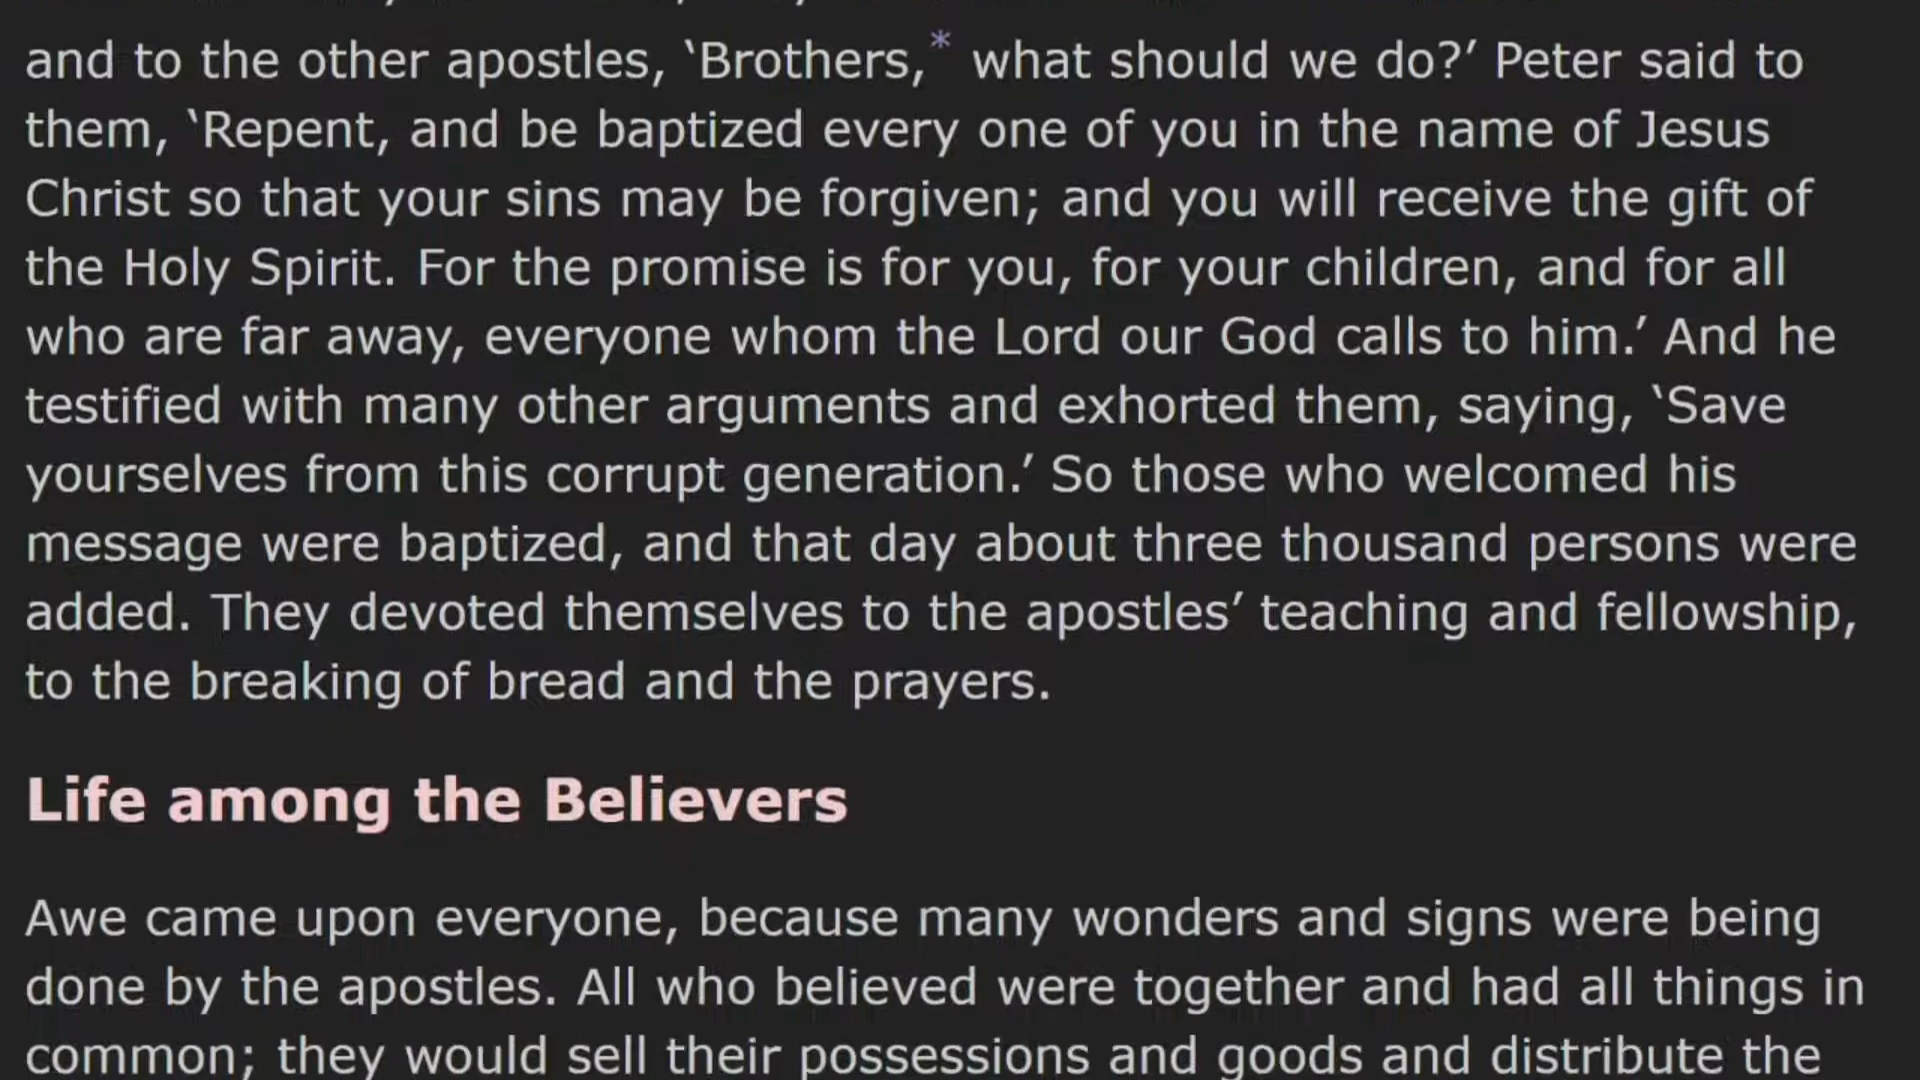 and to the other apostles, ‘Brothers,* what should we do?’ Peter said to
them, ‘Repent, and be baptized every one of you in the name of Jesus
Christ so that your sins may be forgiven; and you will receive the gift of
the Holy Spirit. For the promise is for you, for your children, and for all
who are far away, everyone whom the Lord our God calls to him.’ And he
testified with many other arguments and exhorted them, saying, ‘Save
yourselves from this corrupt generation.’ So those who welcomed his
message were baptized, and that day about three thousand persons were
added. They devoted themselves to the apostles’ teaching and fellowship,
to the breaking of bread and the prayers.
Life among the Believers
Awe came upon everyone, because many wonders and signs were being
done by the apostles. All who believed were together and had all things in
common; they would sell their possessions and goods and distribute the